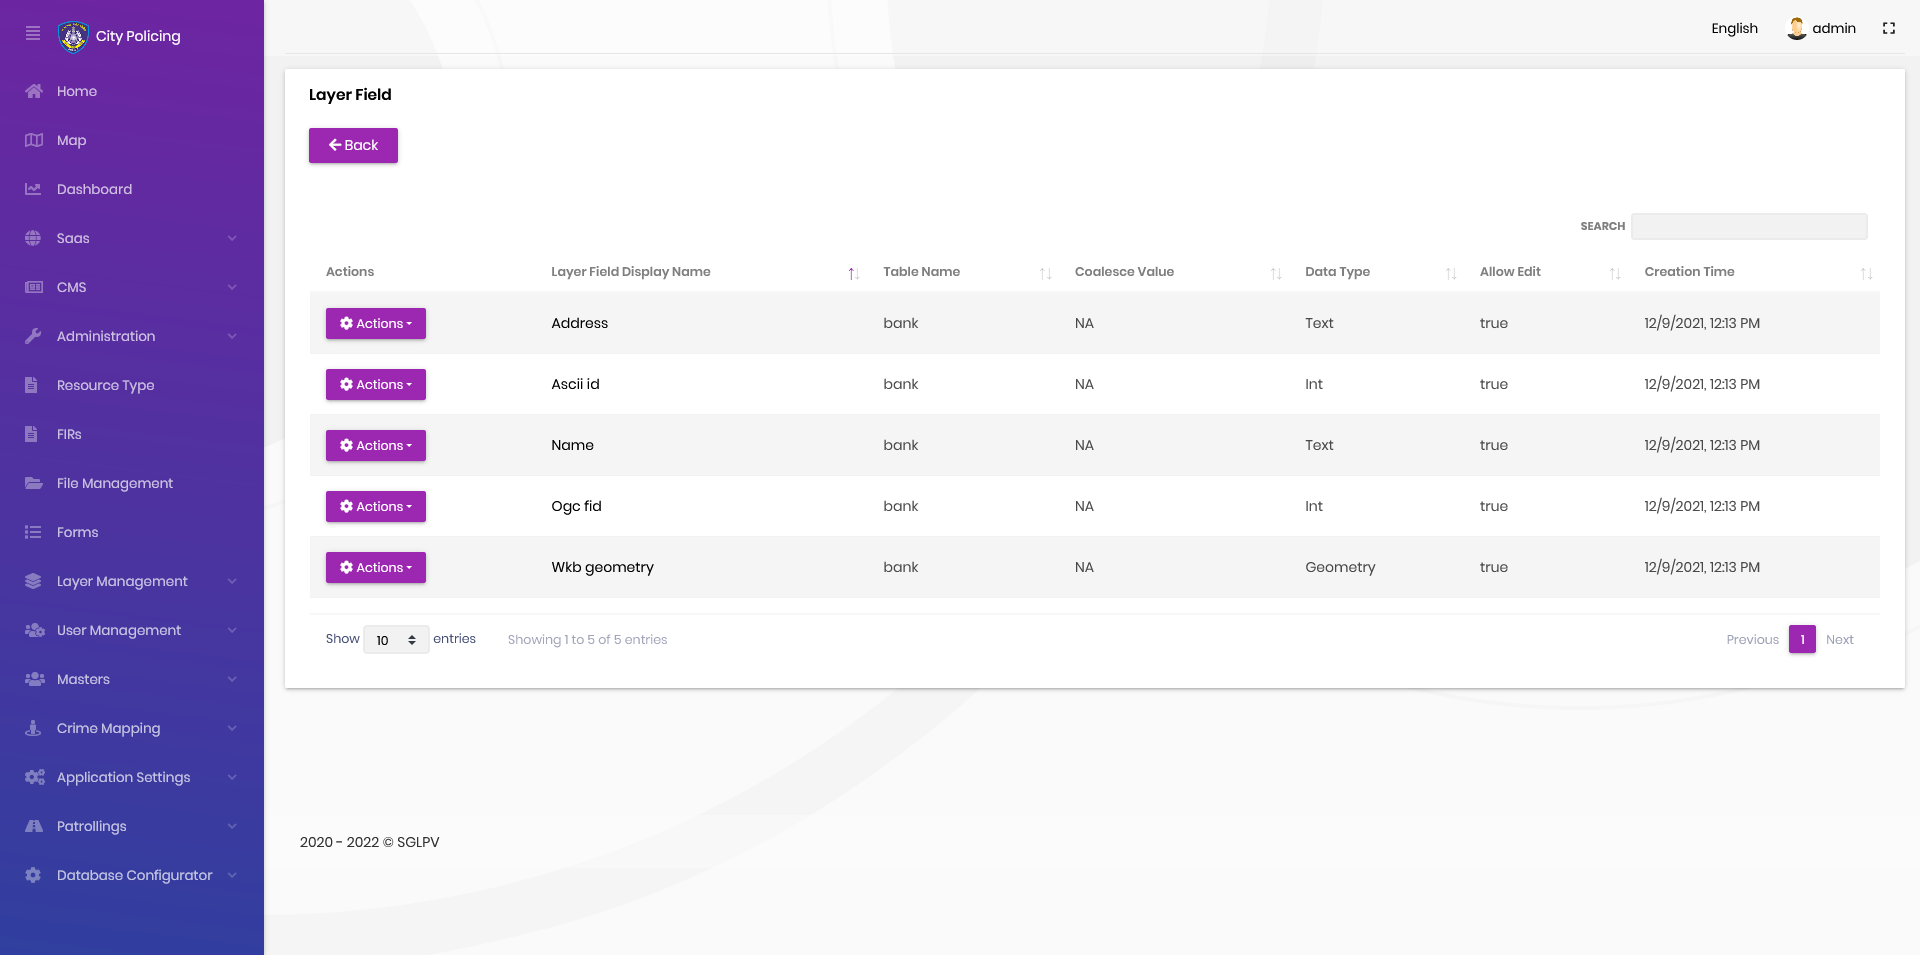 City Policing
English
admin
Home
Map
Dashboard
Saas
CMS
Administration
Resource Type
FIRs
File Management
Forms
Layer Management
User Management
Masters
Crime Mapping
Application Settings
Patrollings
Database Configurator
Layer Field
Back
SEARCH
Actions Layer Field Display Name Table Name Coalesce Value Data Type Allow Edit Creation Time
Actions Address bank NA Text true 12/9/2021, 12:13 PM
Actions Ascii id bank NA Int true 12/9/2021, 12:13 PM
Actions Name bank NA Text true 12/9/2021, 12:13 PM
Actions Ogc fid bank NA Int true 12/9/2021, 12:13 PM
Actions Wkb geometry bank NA Geometry true 12/9/2021, 12:13 PM
Show 10 entries Showing 1 to 5 of 5 entries Previous 1 Next
2020 - 2022 © SGLPV